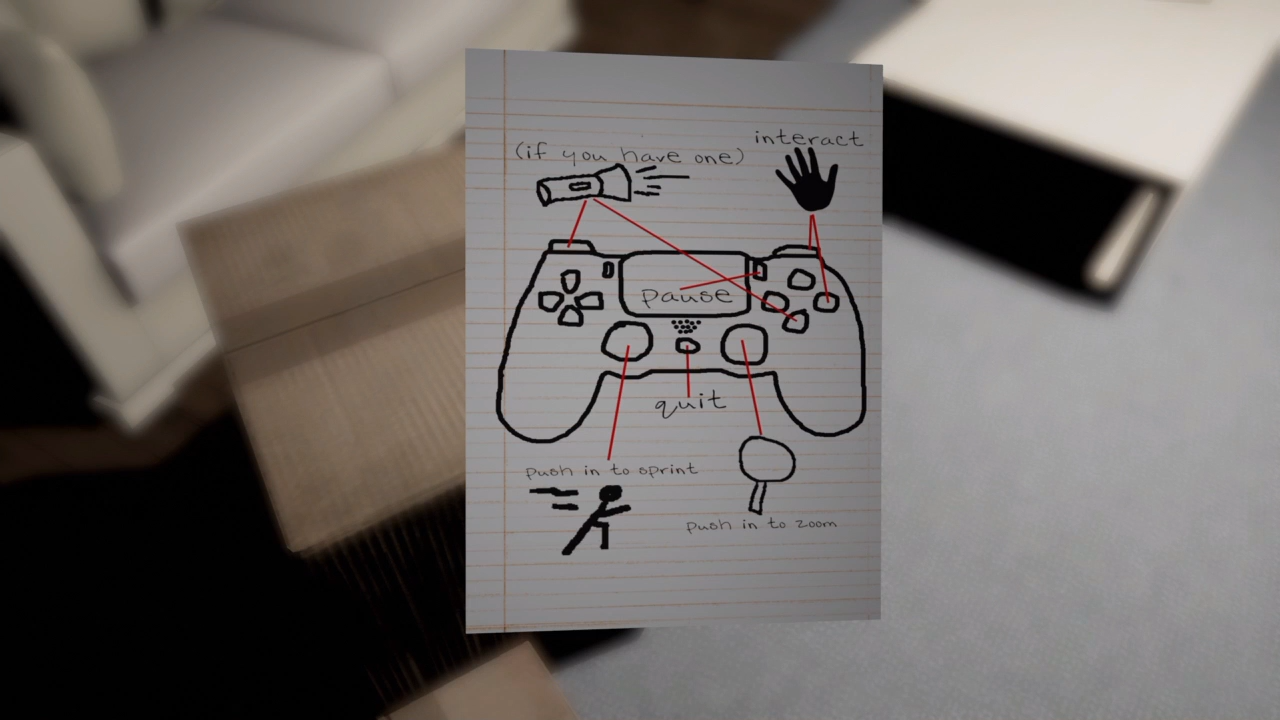 (if you have one)
interact
pause
quit
push in to sprint
push in to zoom